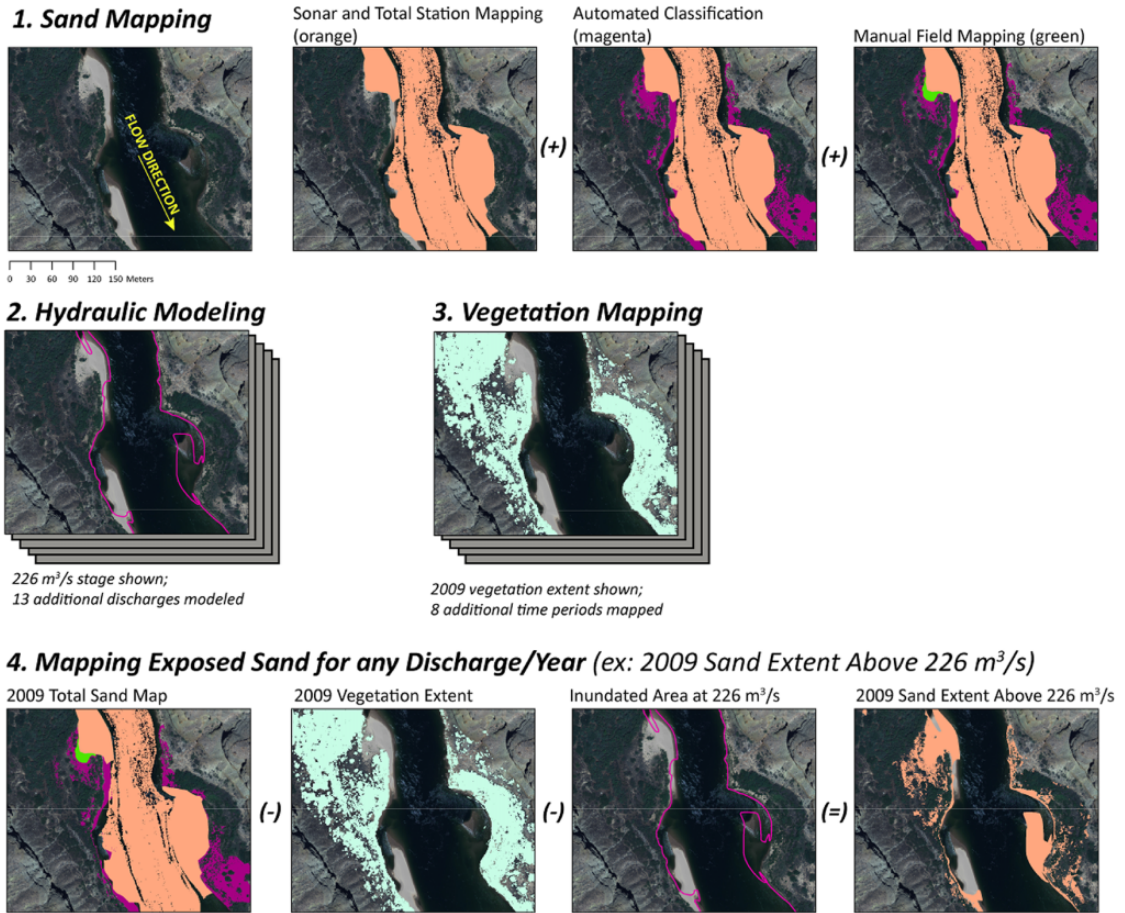 1. Sand Mapping
Sonar and Total Station Mapping
(orange)
Automated Classification
(magenta)
Manual Field Mapping (green)
FLOW DIRECTION
(+)
(+)
0 30 60 90 120 150 Meters
2. Hydraulic Modeling
3. Vegetation Mapping
226 m³/s stage shown;
13 additional discharges modeled
2009 vegetation extent shown;
8 additional time periods mapped
4. Mapping Exposed Sand for any Discharge/Year (ex: 2009 Sand Extent Above 226 m³/s)
2009 Total Sand Map
2009 Vegetation Extent
Inundated Area at 226 m³/s
2009 Sand Extent Above 226 m³/s
(-)
(-)
(=)